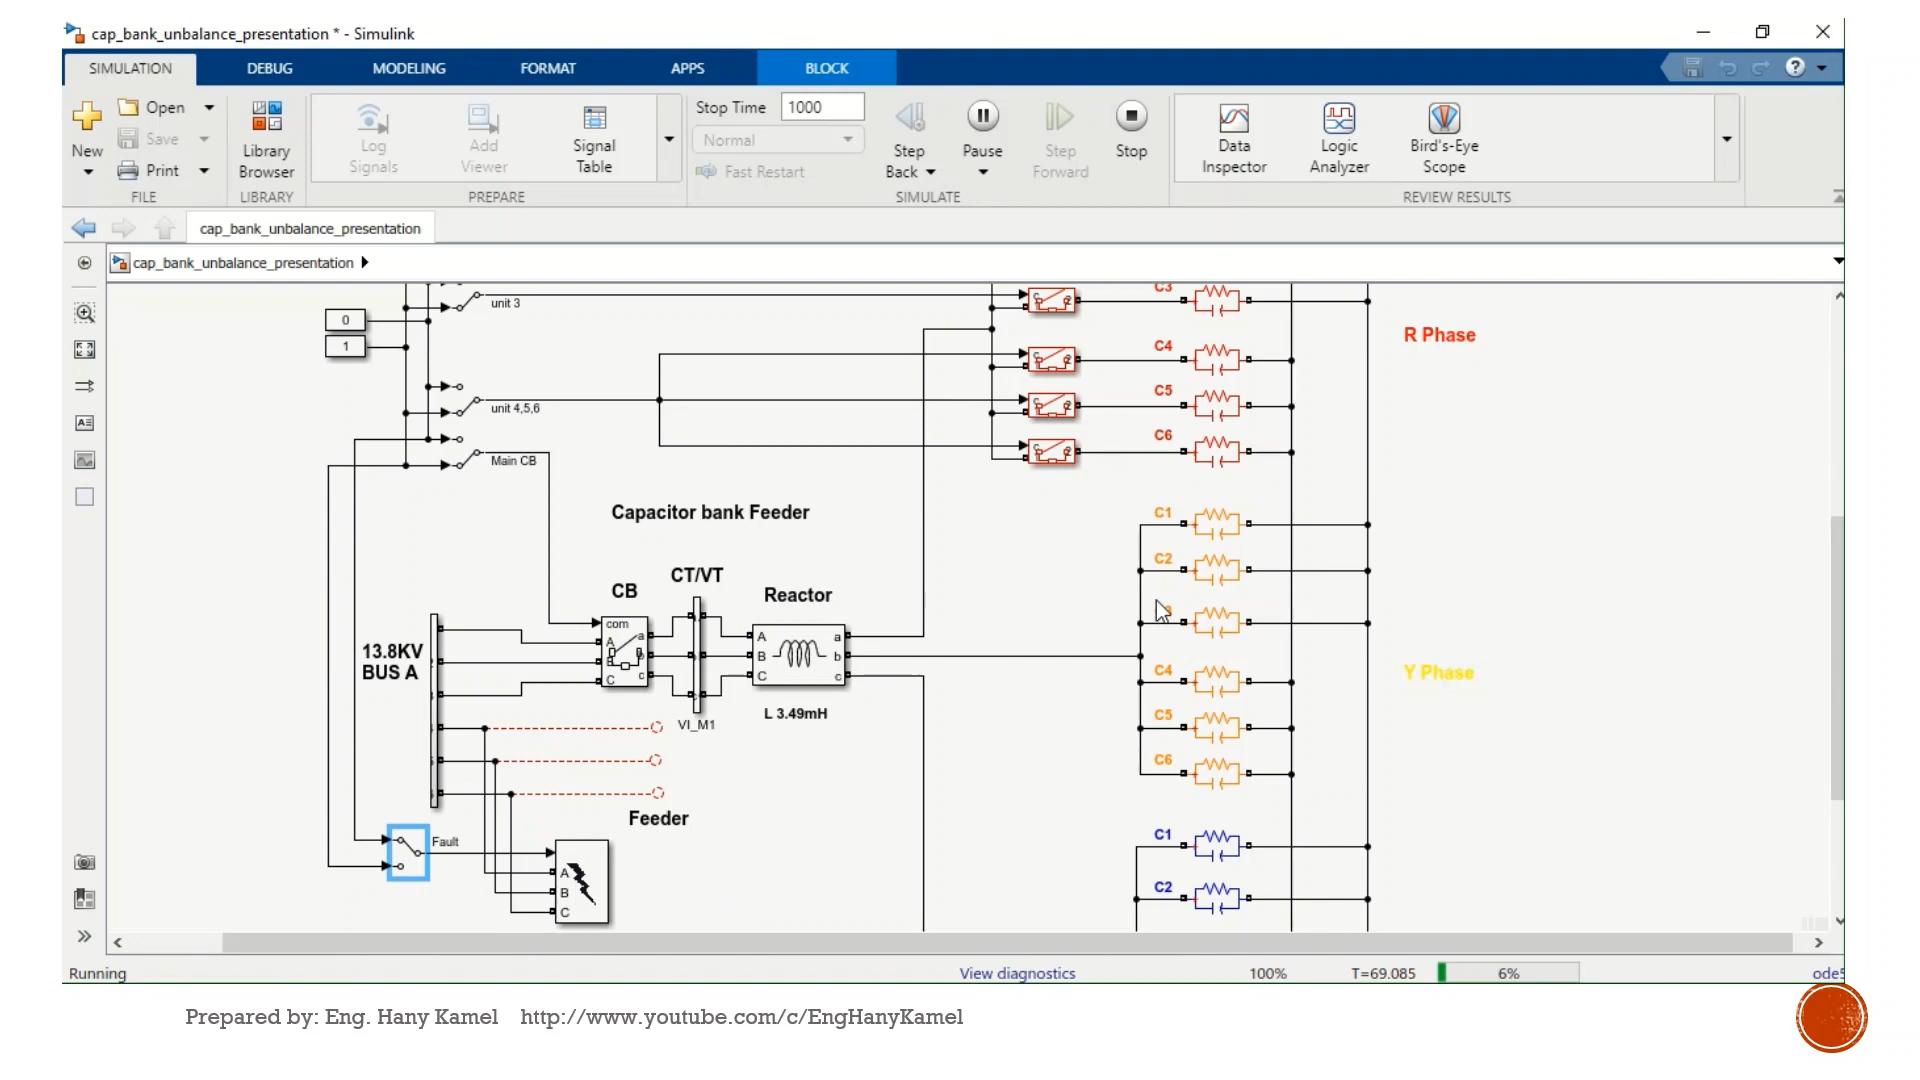 cap_bank_unbalance_presentation * - Simulink
SIMULATION DEBUG MODELING FORMAT APPS BLOCK
New
Open
Save
Print
FILE
Library Browser
LIBRARY
Log Signals
Add Viewer
Signal Table
PREPARE
Stop Time 1000
Normal
Fast Restart
Step Back
Pause
Step Forward
Stop
SIMULATE
Data Inspector
Logic Analyzer
Bird's-Eye Scope
REVIEW RESULTS
cap_bank_unbalance_presentation
cap_bank_unbalance_presentation
unit 3
C3
0
1
R Phase
C4
C5
unit 4,5,6
C6
Main CB
Capacitor bank Feeder
C1
C2
CB
CT/VT
Reactor
com
A
B
C
a
c
A
B
C
a
b
c
13.8KV
BUS A
C4
Y Phase
L 3.49mH
VI_M1
C5
C6
Feeder
Fault
A
B
C
C1
C2
Running
View diagnostics
100%
T=69.085
6%
Prepared by: Eng. Hany Kamel http://www.youtube.com/c/EngHanyKamel